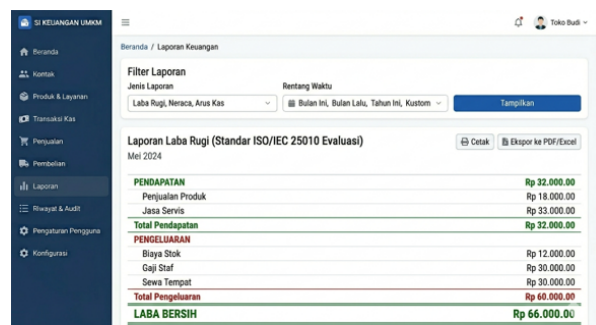 SI KEUANGAN UMKM
Toko Budi
Beranda
Kontak
Produk & Layanan
Transaksi Kas
Penjualan
Pembelian
Laporan
Riwayat & Audit
Pengaturan Pengguna
Konfigurasi
Beranda / Laporan Keuangan
Filter Laporan
Jenis Laporan Rentang Waktu
Laba Rugi, Neraca, Arus Kas Bulan Ini, Bulan Lalu, Tahun Ini, Kustom Tampilkan
Laporan Laba Rugi (Standar ISO/IEC 25010 Evaluasi) Cetak Ekspor ke PDF/Excel
Mei 2024
PENDAPATAN Rp 32.000.00
Penjualan Produk Rp 18.000.00
Jasa Servis Rp 33.000.00
Total Pendapatan Rp 32.000.00
PENGELUARAN
Biaya Stok Rp 12.000.00
Gaji Staf Rp 30.000.00
Sewa Tempat Rp 30.000.00
Total Pengeluaran Rp 60.000.00
LABA BERSIH Rp 66.000.00